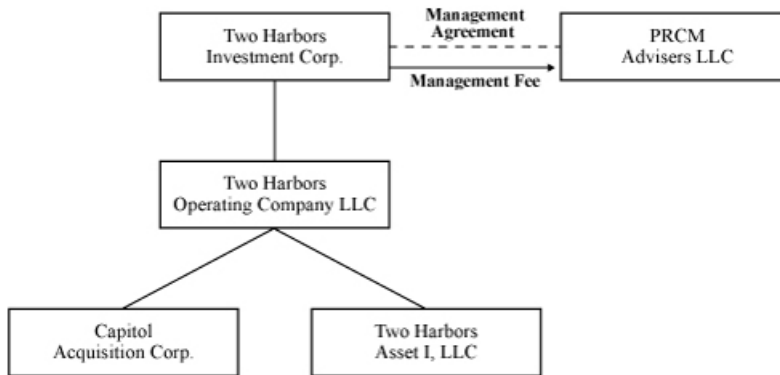 Two Harbors
Investment Corp.
Management
Agreement
Management Fee
PRCM
Advisers LLC
Two Harbors
Operating Company LLC
Capitol
Acquisition Corp.
Two Harbors
Asset I, LLC